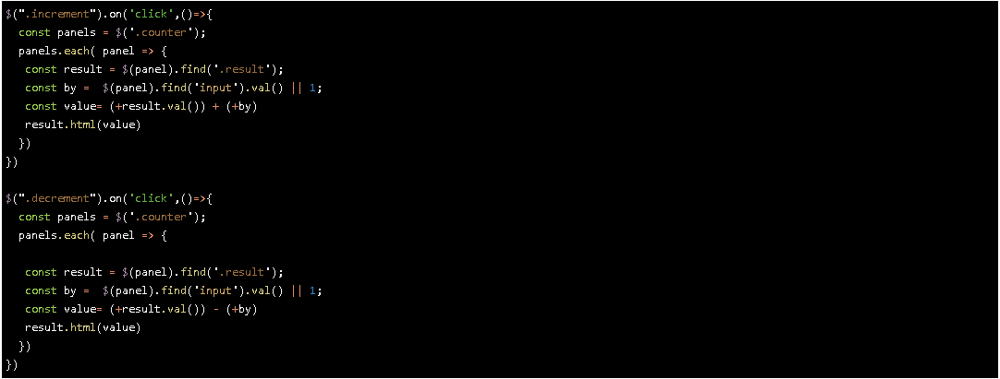 $(".increment").on('click',()=>{
  const panels = $('.counter');
  panels.each( panel => {
   const result = $(panel).find('.result');
   const by =  $(panel).find('input').val() || 1;
   const value= (+result.val()) + (+by)
   result.html(value)
  })
})

$(".decrement").on('click',()=>{
  const panels = $('.counter');
  panels.each( panel => {

   const result = $(panel).find('.result');
   const by =  $(panel).find('input').val() || 1;
   const value= (+result.val()) - (+by)
   result.html(value)
  })
})